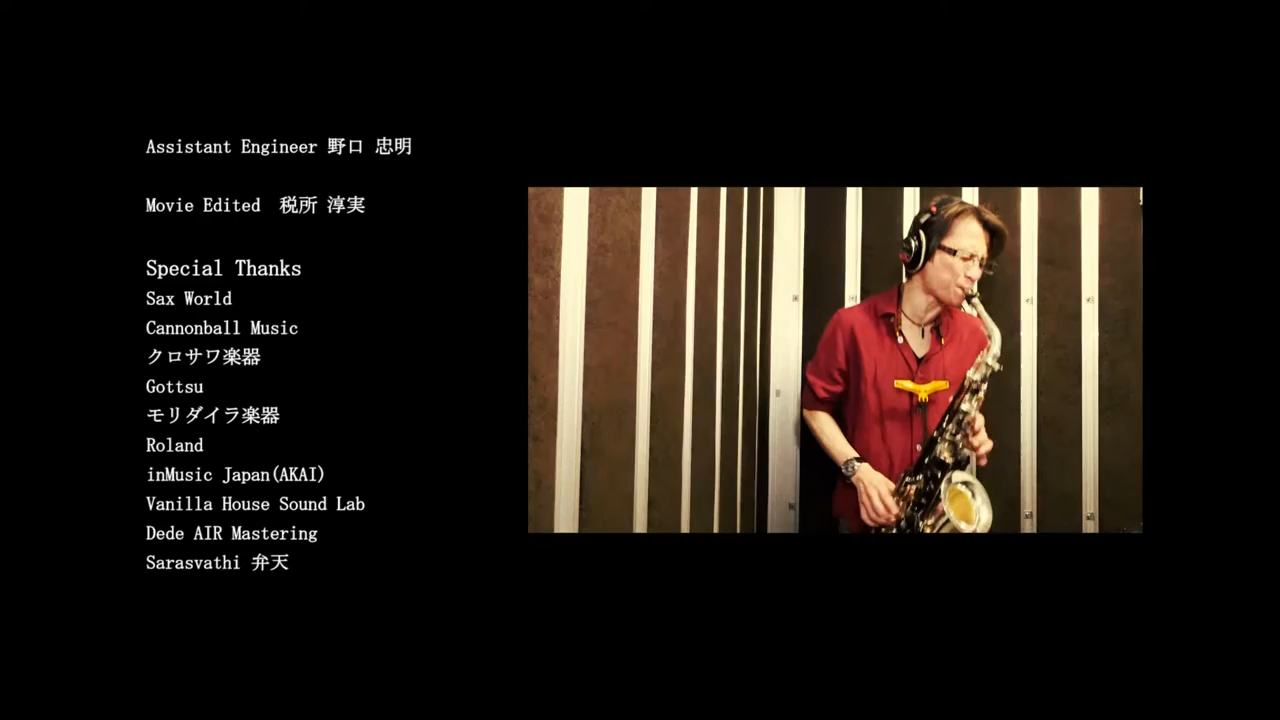 Assistant Engineer 野口 忠明
Movie Edited 税所 淳実
Special Thanks
Sax World
Cannonball Music
クロサワ楽器
Gottsu
モリダイラ楽器
Roland
inMusic Japan(AKAI)
Vanilla House Sound Lab
Dede AIR Mastering
Sarasvathi 弁天